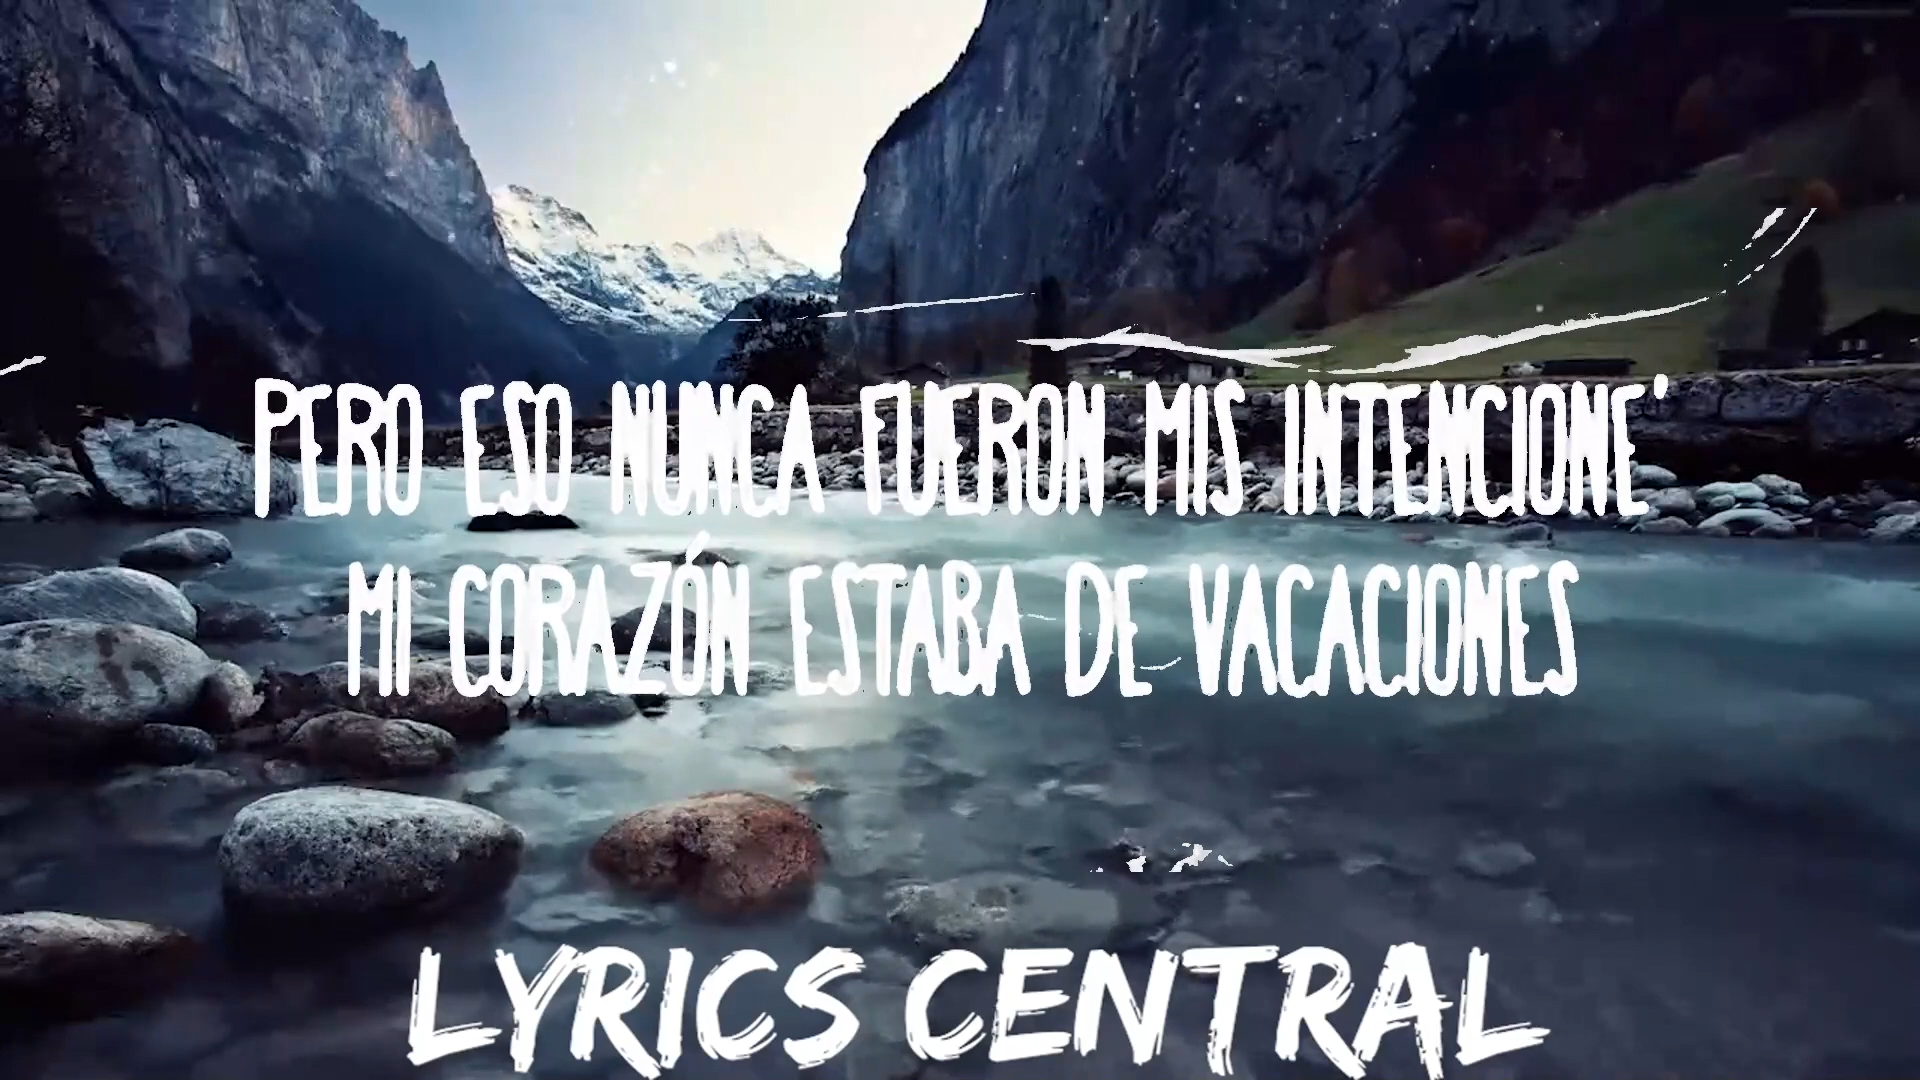 PERO ESO NUNCA FUERON MIS INTENCIONE'
MI CORAZÓN ESTABA DE VACACIONES
LYRICS CENTRAL